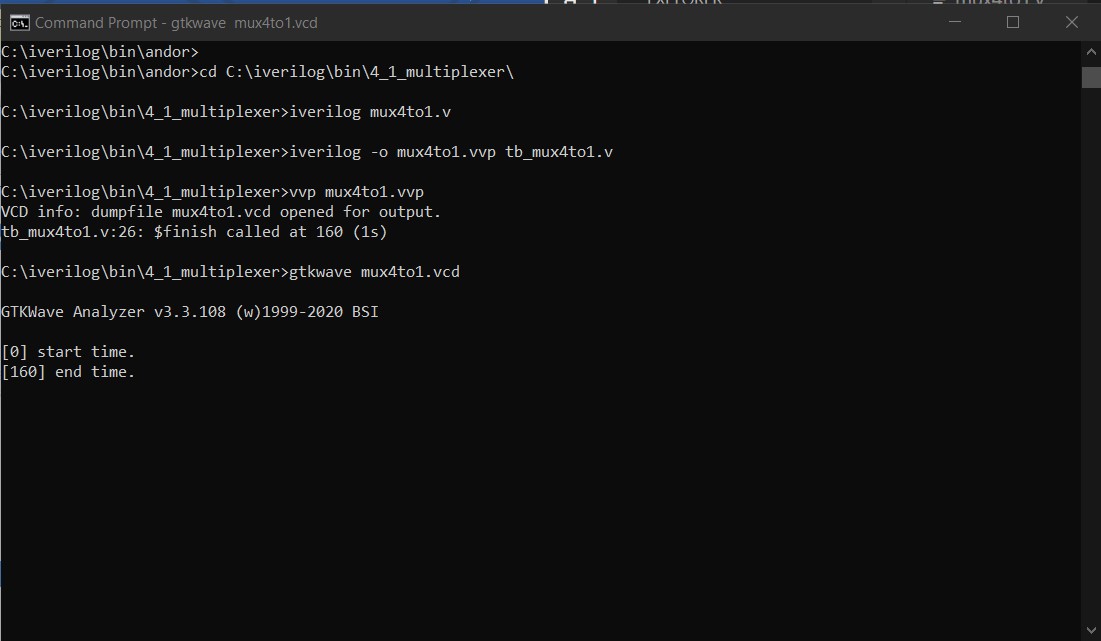 Command Prompt - gtkwave  mux4to1.vcd
C:\iverilog\bin\andor>
C:\iverilog\bin\andor>cd C:\iverilog\bin\4_1_multiplexer\
C:\iverilog\bin\4_1_multiplexer>iverilog mux4to1.v
C:\iverilog\bin\4_1_multiplexer>iverilog -o mux4to1.vvp tb_mux4to1.v
C:\iverilog\bin\4_1_multiplexer>vvp mux4to1.vvp
VCD info: dumpfile mux4to1.vcd opened for output.
tb_mux4to1.v:26: $finish called at 160 (1s)
C:\iverilog\bin\4_1_multiplexer>gtkwave mux4to1.vcd
GTKWave Analyzer v3.3.108 (w)1999-2020 BSI
[0] start time.
[160] end time.